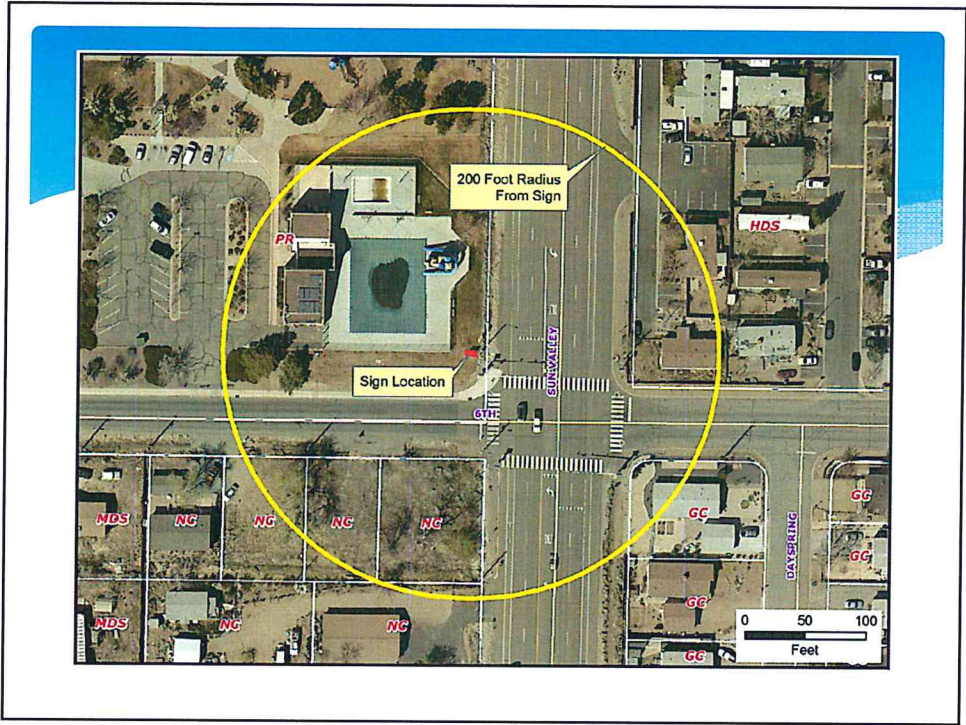 200 Foot Radius
From Sign
PR
HDS
SUN VALLEY
Sign Location
6TH
MDS
NC
NC
NC
NC
GC
GC
GC
DAYSPRING
GC
MDS
NC
NC
GC
0 50 100
Feet